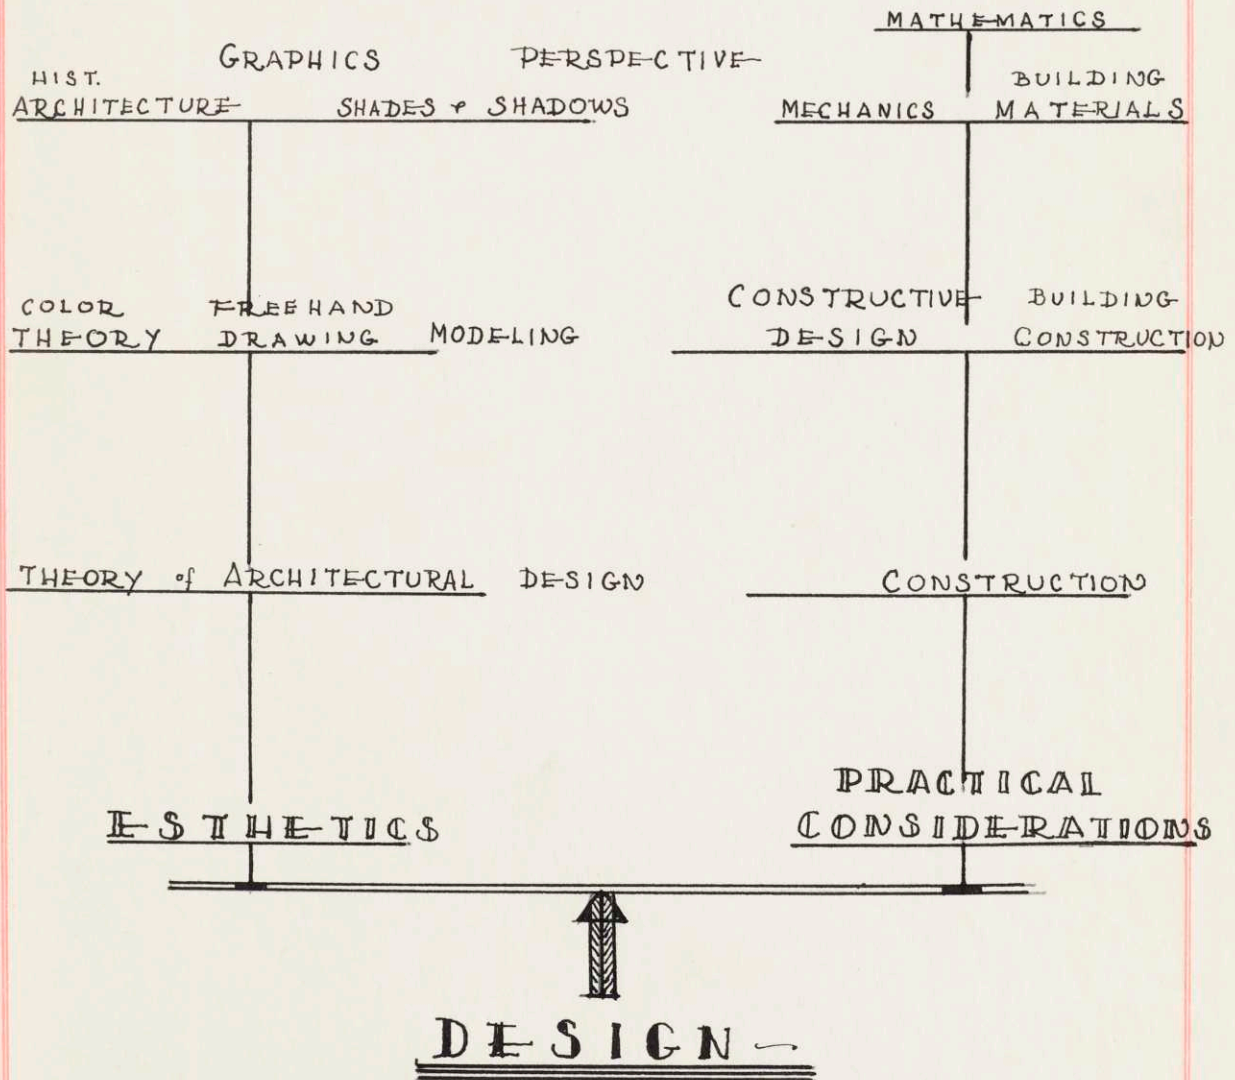 MATHEMATICS
GRAPHICS PERSPECTIVE
HIST. BUILDING
ARCHITECTURE SHADES & SHADOWS MECHANICS MATERIALS
COLOR FREEHAND CONSTRUCTIVE BUILDING
THEORY DRAWING MODELING DESIGN CONSTRUCTION
THEORY of ARCHITECTURAL DESIGN CONSTRUCTION
PRACTICAL
ESTHETICS CONSIDERATIONS
DESIGN